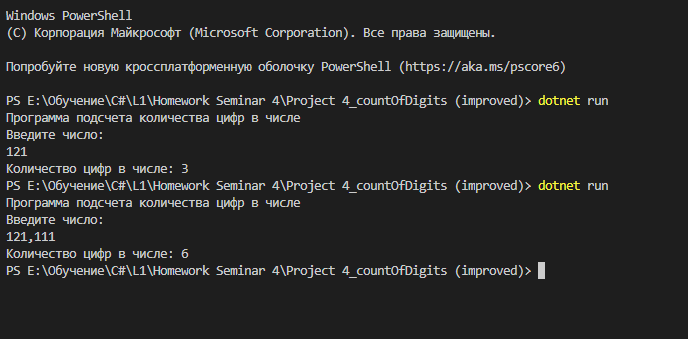 Windows PowerShell
(C) Корпорация Майкрософт (Microsoft Corporation). Все права защищены.
Попробуйте новую кроссплатформенную оболочку PowerShell (https://aka.ms/pscore6)
PS E:\Обучение\C#\L1\Homework Seminar 4\Project 4_countOfDigits (improved)> dotnet run
Программа подсчета количества цифр в числе
Введите число:
121
Количество цифр в числе: 3
PS E:\Обучение\C#\L1\Homework Seminar 4\Project 4_countOfDigits (improved)> dotnet run
Программа подсчета количества цифр в числе
Введите число:
121,111
Количество цифр в числе: 6
PS E:\Обучение\C#\L1\Homework Seminar 4\Project 4_countOfDigits (improved)>